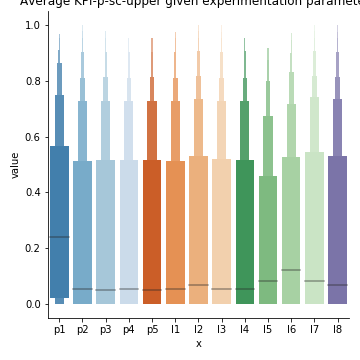 Average KPI-p-sc-upper given experimentation paramete
1.0
0.8
0.6
0.4
0.2
0.0
value
p1 p2 p3 p4 p5 l1 l2 l3 l4 l5 l6 l7 l8
x